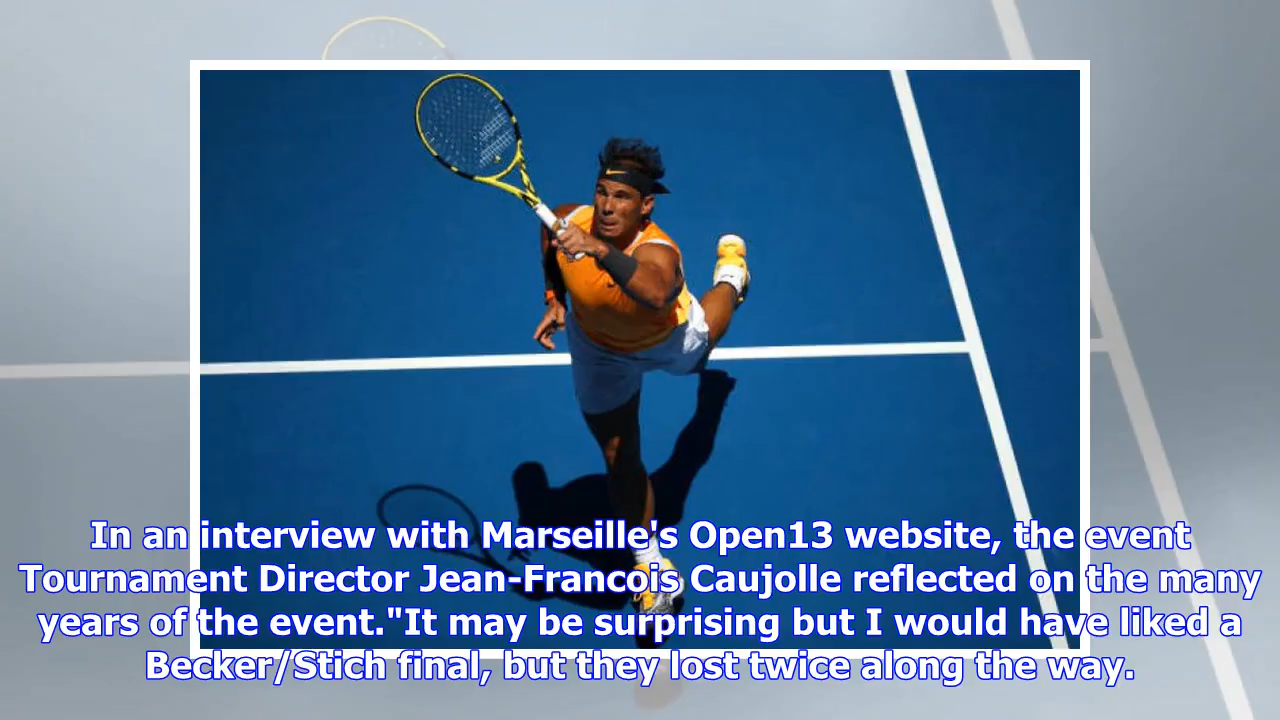 In an interview with Marseille's Open13 website, the event
Tournament Director Jean-Francois Caujolle reflected on the many
years of the event."It may be surprising but I would have liked a
Becker/Stich final, but they lost twice along the way.